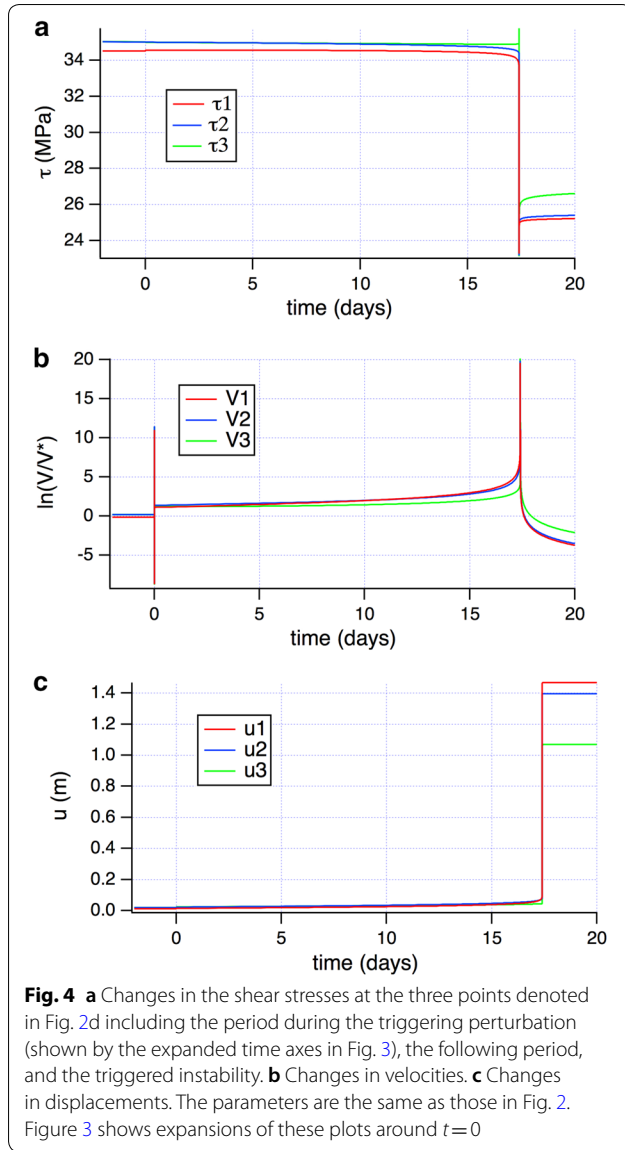 a
34
32
30
28
26
24
τ (MPa)
τ1
τ2
τ3
0
5
10
15
20
time (days)
b
20
15
10
5
0
-5
ln(V/V*)
V1
V2
V3
0
5
10
15
20
time (days)
c
1.4
1.2
1.0
0.8
0.6
0.4
0.2
0.0
u (m)
u1
u2
u3
0
5
10
15
20
time (days)
Fig. 4 a Changes in the shear stresses at the three points denoted
in Fig. 2d including the period during the triggering perturbation
(shown by the expanded time axes in Fig. 3), the following period,
and the triggered instability. b Changes in velocities. c Changes
in displacements. The parameters are the same as those in Fig. 2.
Figure 3 shows expansions of these plots around t=0